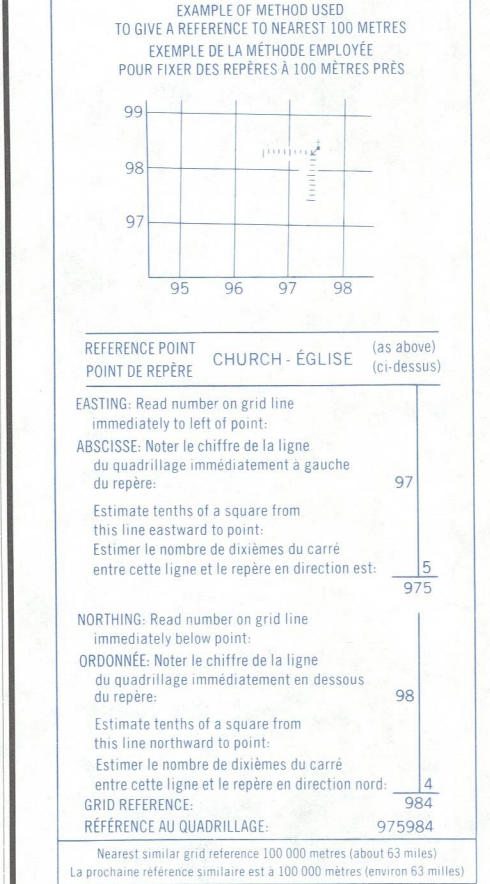 EXAMPLE OF METHOD USED
TO GIVE A REFERENCE TO NEAREST 100 METRES
EXEMPLE DE LA MÉTHODE EMPLOYÉE
POUR FIXER DES REPÈRES À 100 MÈTRES PRÈS
99
98
97
95 96 97 98
REFERENCE POINT
POINT DE REPÈRE
CHURCH - ÉGLISE
(as above)
(ci-dessus)
EASTING: Read number on grid line
immediately to left of point:
ABSCISSE: Noter le chiffre de la ligne
du quadrillage immédiatement à gauche
du repère: 97
Estimate tenths of a square from
this line eastward to point:
Estimer le nombre de dixièmes du carré
entre cette ligne et le repère en direction est: 5
975
NORTHING: Read number on grid line
immediately below point:
ORDONNÉE: Noter le chiffre de la ligne
du quadrillage immédiatement en dessous
du repère: 98
Estimate tenths of a square from
this line northward to point:
Estimer le nombre de dixièmes du carré
entre cette ligne et le repère en direction nord: 4
GRID REFERENCE: 984
RÉFÉRENCE AU QUADRILLAGE: 975984
Nearest similar grid reference 100 000 metres (about 63 miles)
La prochaine référence similaire est à 100 000 mètres (environ 63 milles)